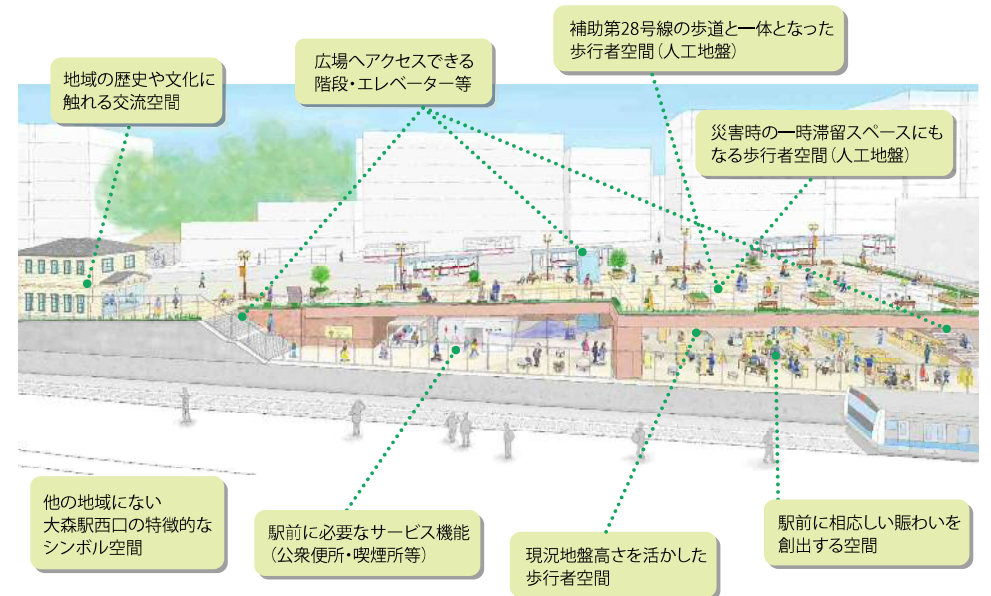 補助第28号線の歩道と一体となった
歩行者空間(人工地盤)
広場へアクセスできる
階段・エレベーター等
地域の歴史や文化に
触れる交流空間
災害時の一時滞留スペースにも
なる歩行者空間(人工地盤)
他の地域にない
大森駅西口の特徴的な
シンボル空間
駅前に必要なサービス機能
(公衆便所・喫煙所等)
現況地盤高さを活かした
歩行者空間
駅前に相応しい賑わいを
創出する空間